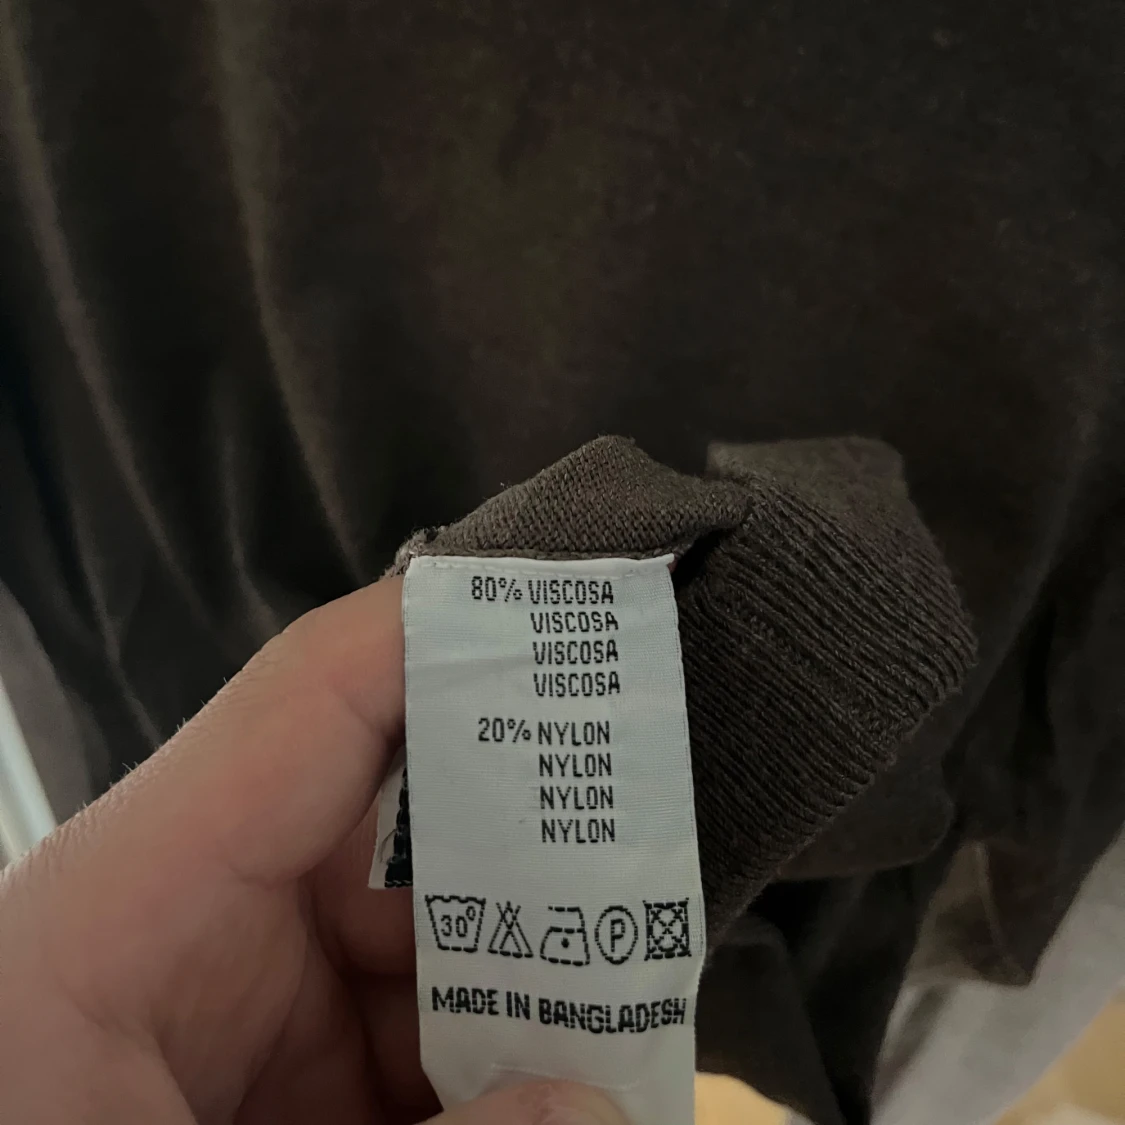 80% VISCOSA
VISCOSA
VISCOSA
VISCOSA
20% NYLON
NYLON
NYLON
NYLON
30° P
MADE IN BANGLADESH